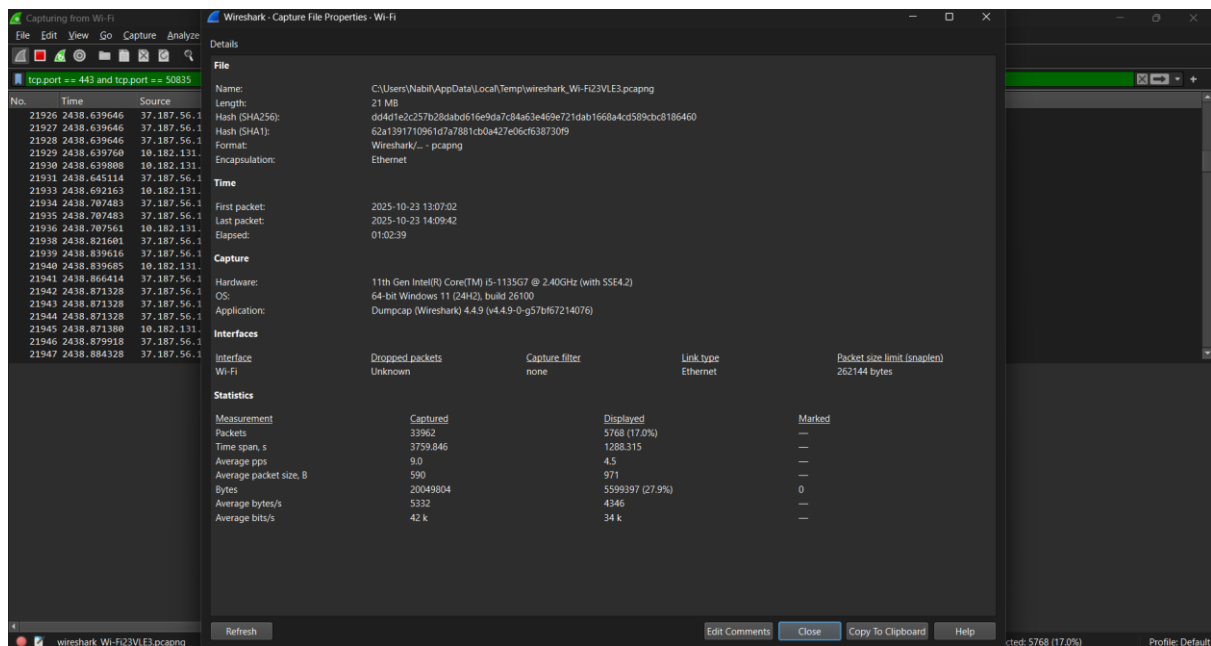 Capturing from Wi-Fi
File Edit View Go Capture Analyze
tcp.port == 443 and tcp.port == 50835
No. Time Source
21926 2438.639646 37.187.56.1
21927 2438.639646 37.187.56.1
21928 2438.639646 37.187.56.1
21929 2438.639760 10.182.131.
21930 2438.639808 10.182.131.
21931 2438.645114 37.187.56.1
21933 2438.692163 10.182.131.
21934 2438.707483 37.187.56.1
21935 2438.707483 37.187.56.1
21936 2438.707561 10.182.131.
21938 2438.821601 37.187.56.1
21939 2438.839616 37.187.56.1
21940 2438.839685 10.182.131.
21941 2438.866414 37.187.56.1
21942 2438.871328 37.187.56.1
21943 2438.871328 37.187.56.1
21944 2438.871328 37.187.56.1
21945 2438.871380 10.182.131.
21946 2438.879918 37.187.56.1
21947 2438.884328 37.187.56.1
wireshark_Wi-Fi23VLE3.pcapng
Wireshark · Capture File Properties · Wi-Fi
Details
File
Name: C:\Users\Nabil\AppData\Local\Temp\wireshark_Wi-Fi23VLE3.pcapng
Length: 21 MB
Hash (SHA256): dd4d1e2c257b28dabd616e9da7c84a63e469e721dab1668a4cd589cbc8186460
Hash (SHA1): 62a1391710961d7a7881cb0a427e06cf638730f9
Format: Wireshark/... - pcapng
Encapsulation: Ethernet
Time
First packet: 2025-10-23 13:07:02
Last packet: 2025-10-23 14:09:42
Elapsed: 01:02:39
Capture
Hardware: 11th Gen Intel(R) Core(TM) i5-1135G7 @ 2.40GHz (with SSE4.2)
OS: 64-bit Windows 11 (24H2), build 26100
Application: Dumpcap (Wireshark) 4.4.9 (v4.4.9-0-g57bf67214076)
Interfaces
Interface Dropped packets Capture filter Link type Packet size limit (snaplen)
Wi-Fi Unknown none Ethernet 262144 bytes
Statistics
Measurement Captured Displayed Marked
Packets 33962 5768 (17.0%) —
Time span, s 3759.846 1288.315 —
Average pps 9.0 4.5 —
Average packet size, B 590 971 —
Bytes 20049804 5599397 (27.9%) 0
Average bytes/s 5332 4346 —
Average bits/s 42 k 34 k —
Refresh Edit Comments Close Copy To Clipboard Help
cted: 5768 (17.0%) Profile: Default